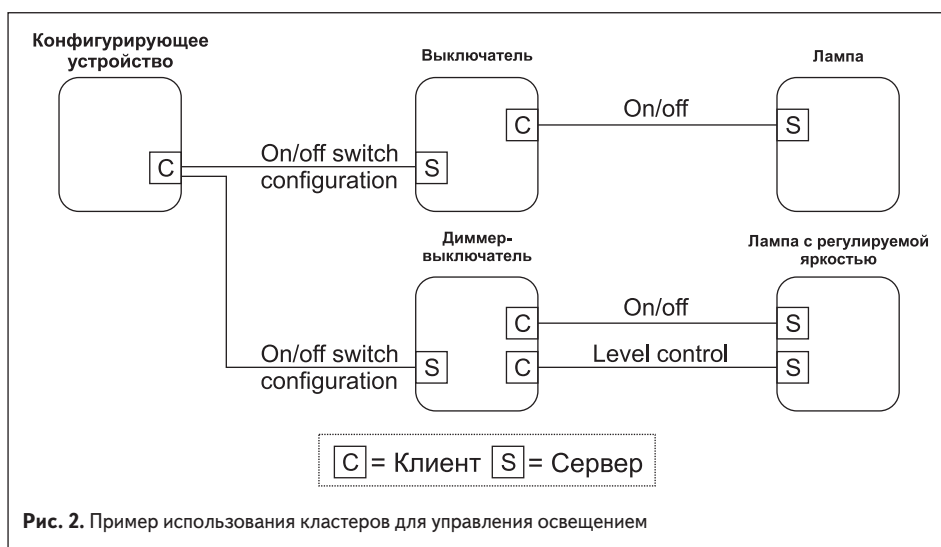 Конфигурирующее
устройство
Выключатель
Лампа
C
On/off switch
configuration
S
C
On/off
S
Диммер-
выключатель
Лампа с регулируемой
яркостью
On/off switch
configuration
S
C
On/off
S
C
Level control
S
C = Клиент S = Сервер
Рис. 2. Пример использования кластеров для управления освещением